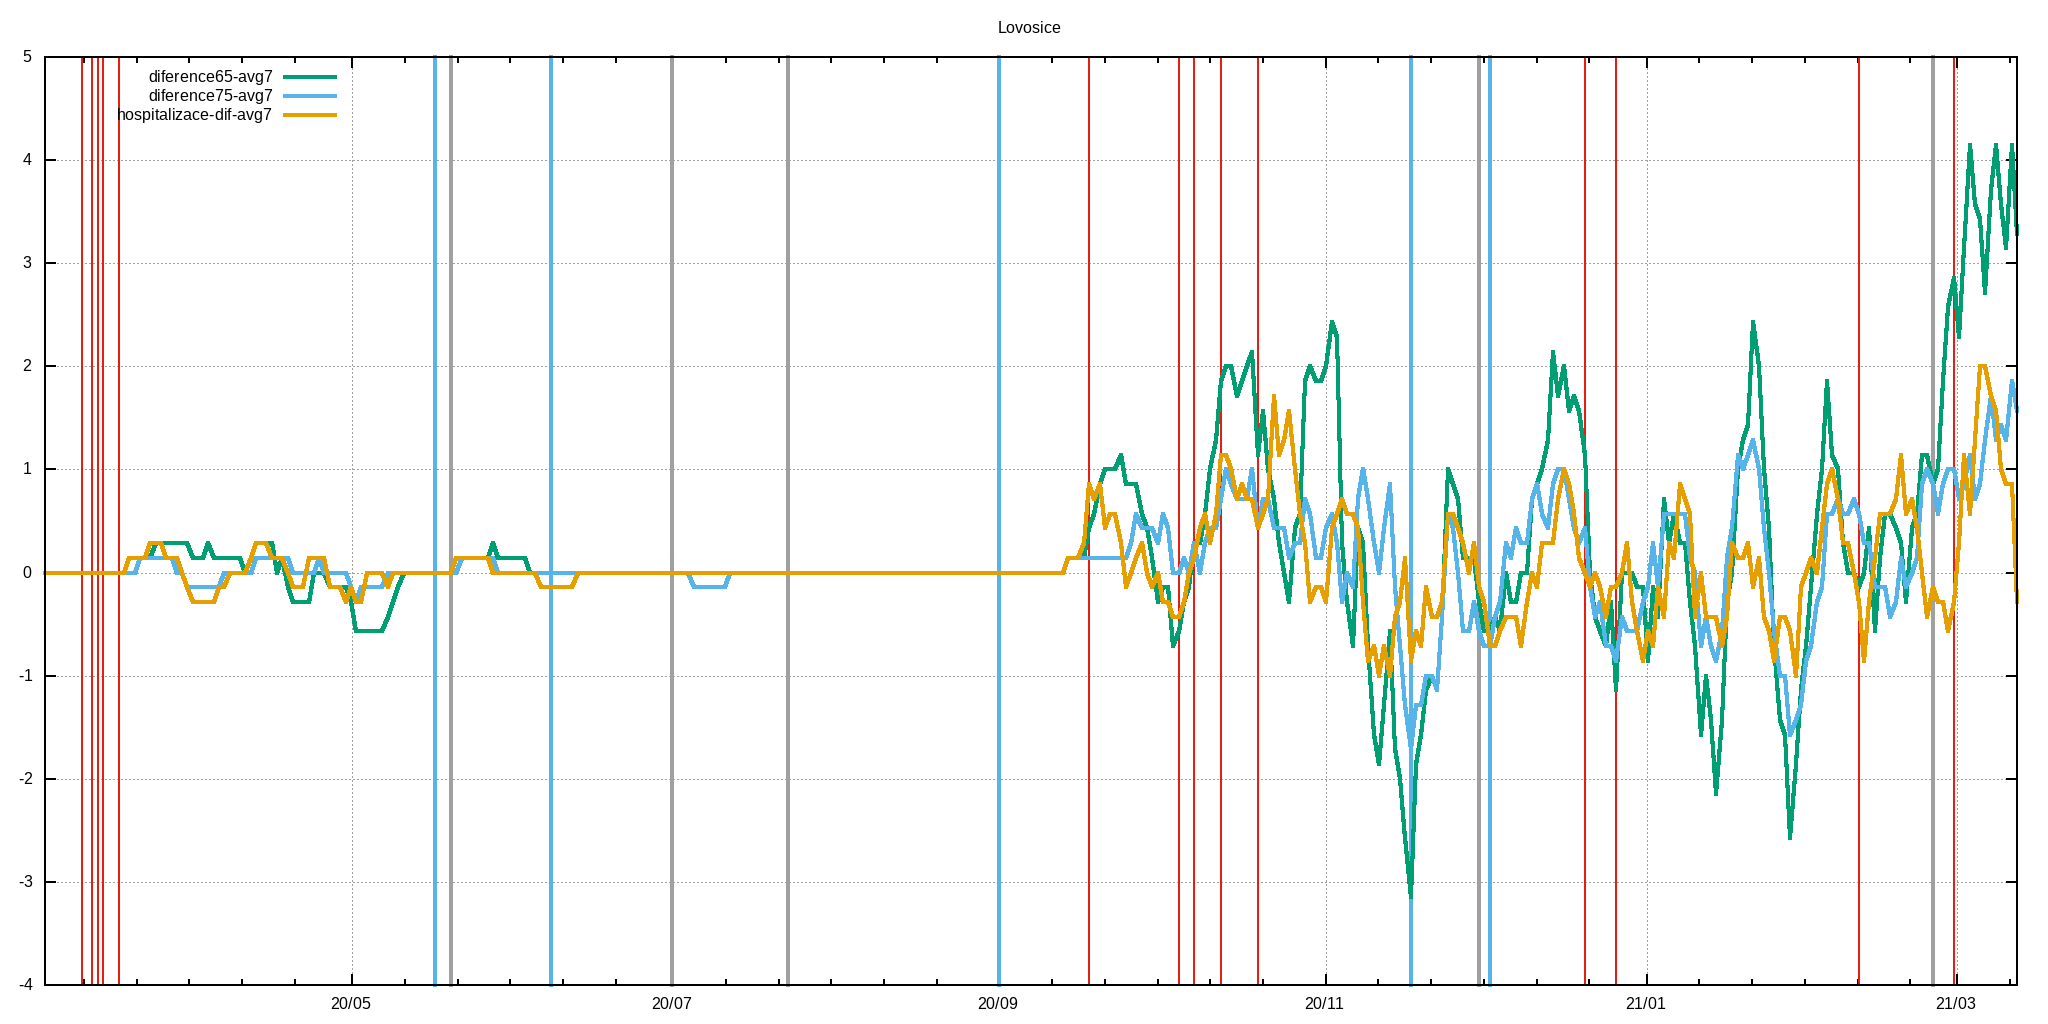 Lovosice
5
diference65-avg7
diference75-avg7
hospitalizace-dif-avg7
4
3
2
1
0
-1
-2
-3
-4
20/05 20/07 20/09 20/11 21/01 21/03